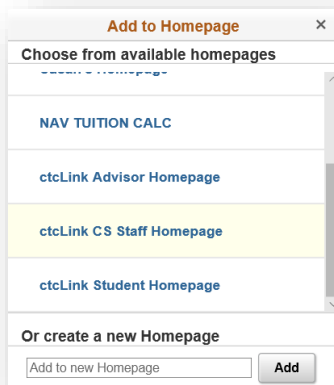 Add to Homepage ×
Choose from available homepages
NAV TUITION CALC
ctcLink Advisor Homepage
ctcLink CS Staff Homepage
ctcLink Student Homepage
Or create a new Homepage
Add to new Homepage Add